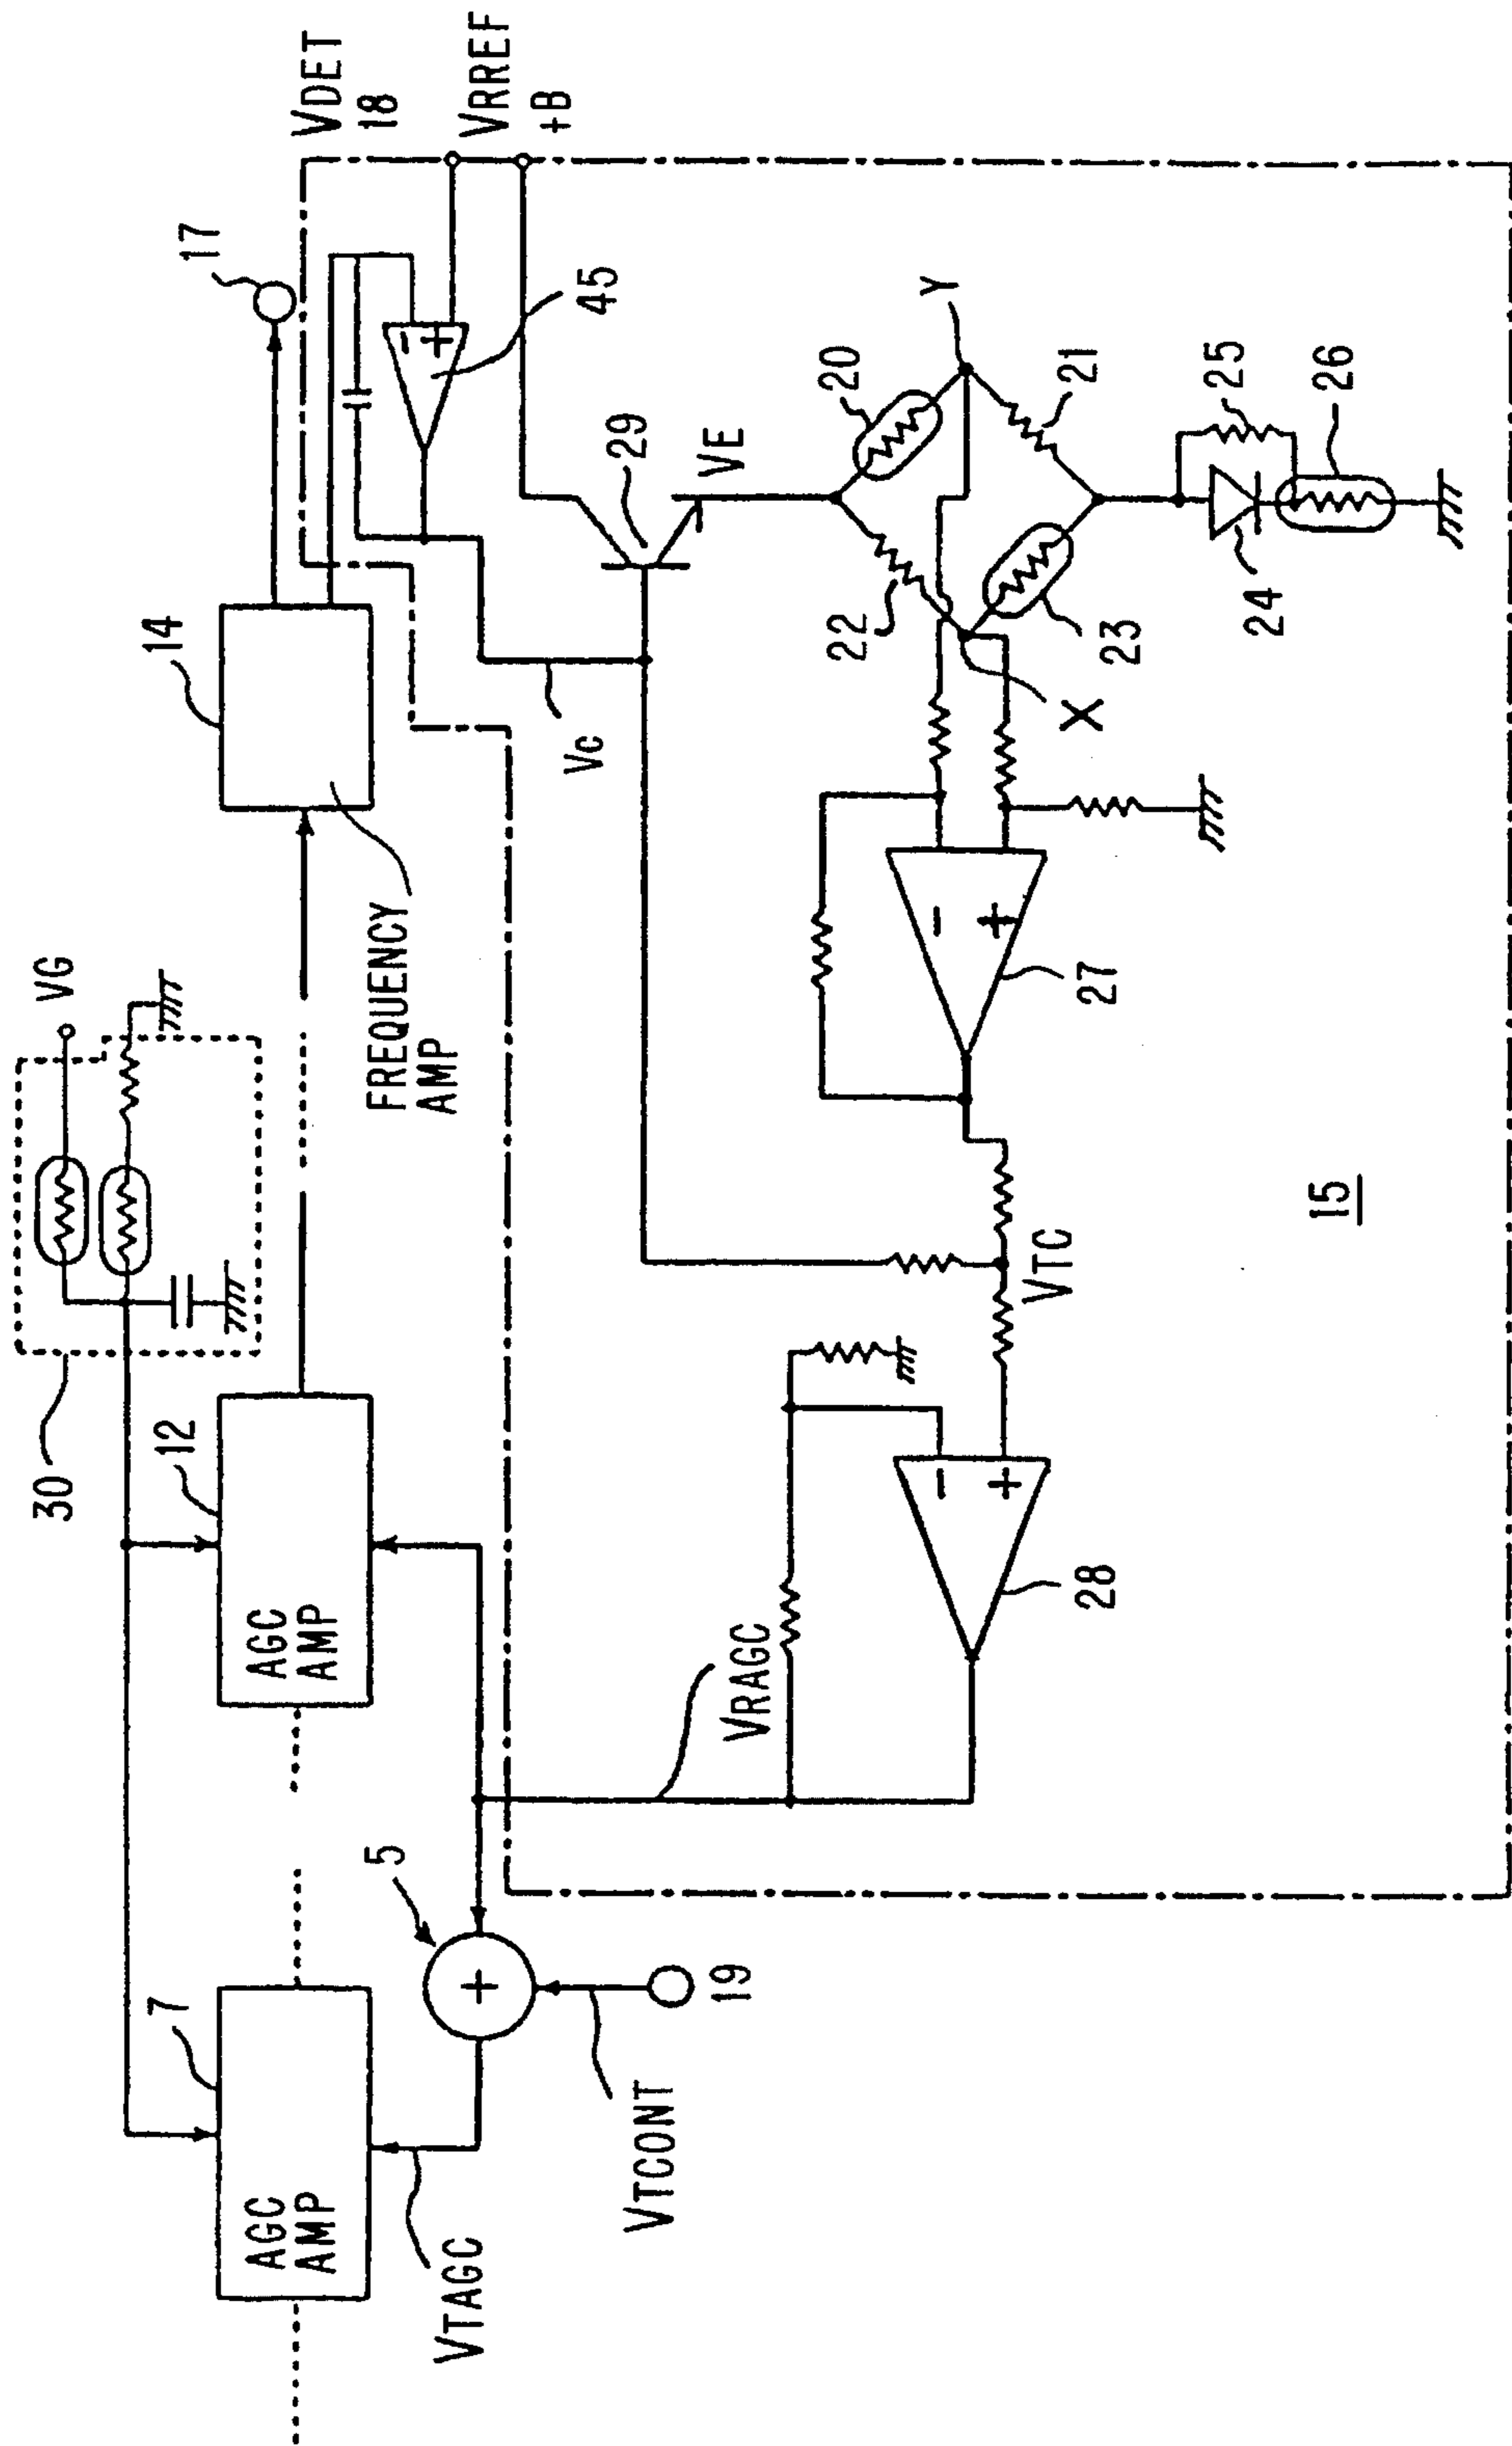 30
VG
17
VDET
18
VRREF
+B
7
12
14
AGC
AMP
AGC
AMP
FREQUENCY
AMP
5
+
−
+
45
VTAGC
VTCONT
19
VRAGC
Vc
29
VE
20
Y
22
21
23
X
25
24
26
−
+
28
VTC
−
+
27
15